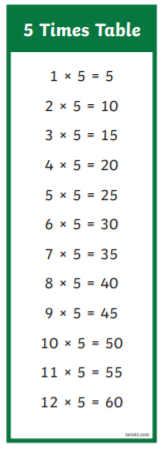 5 Times Table
1 × 5 = 5
2 × 5 = 10
3 × 5 = 15
4 × 5 = 20
5 × 5 = 25
6 × 5 = 30
7 × 5 = 35
8 × 5 = 40
9 × 5 = 45
10 × 5 = 50
11 × 5 = 55
12 × 5 = 60
twinkl.com